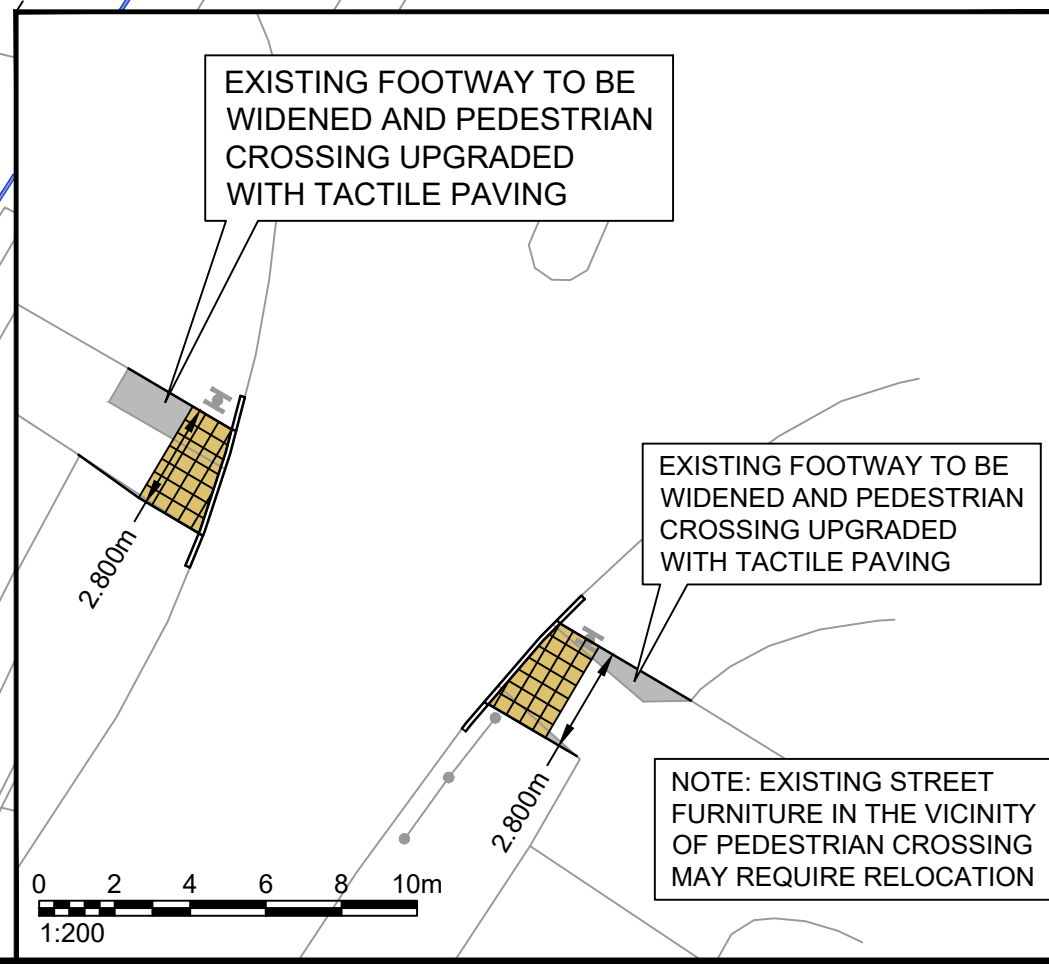 EXISTING FOOTWAY TO BE
WIDENED AND PEDESTRIAN
CROSSING UPGRADED
WITH TACTILE PAVING
2.800m
EXISTING FOOTWAY TO BE
WIDENED AND PEDESTRIAN
CROSSING UPGRADED
WITH TACTILE PAVING
2.800m
NOTE: EXISTING STREET
FURNITURE IN THE VICINITY
OF PEDESTRIAN CROSSING
MAY REQUIRE RELOCATION
0 2 4 6 8 10m
1:200